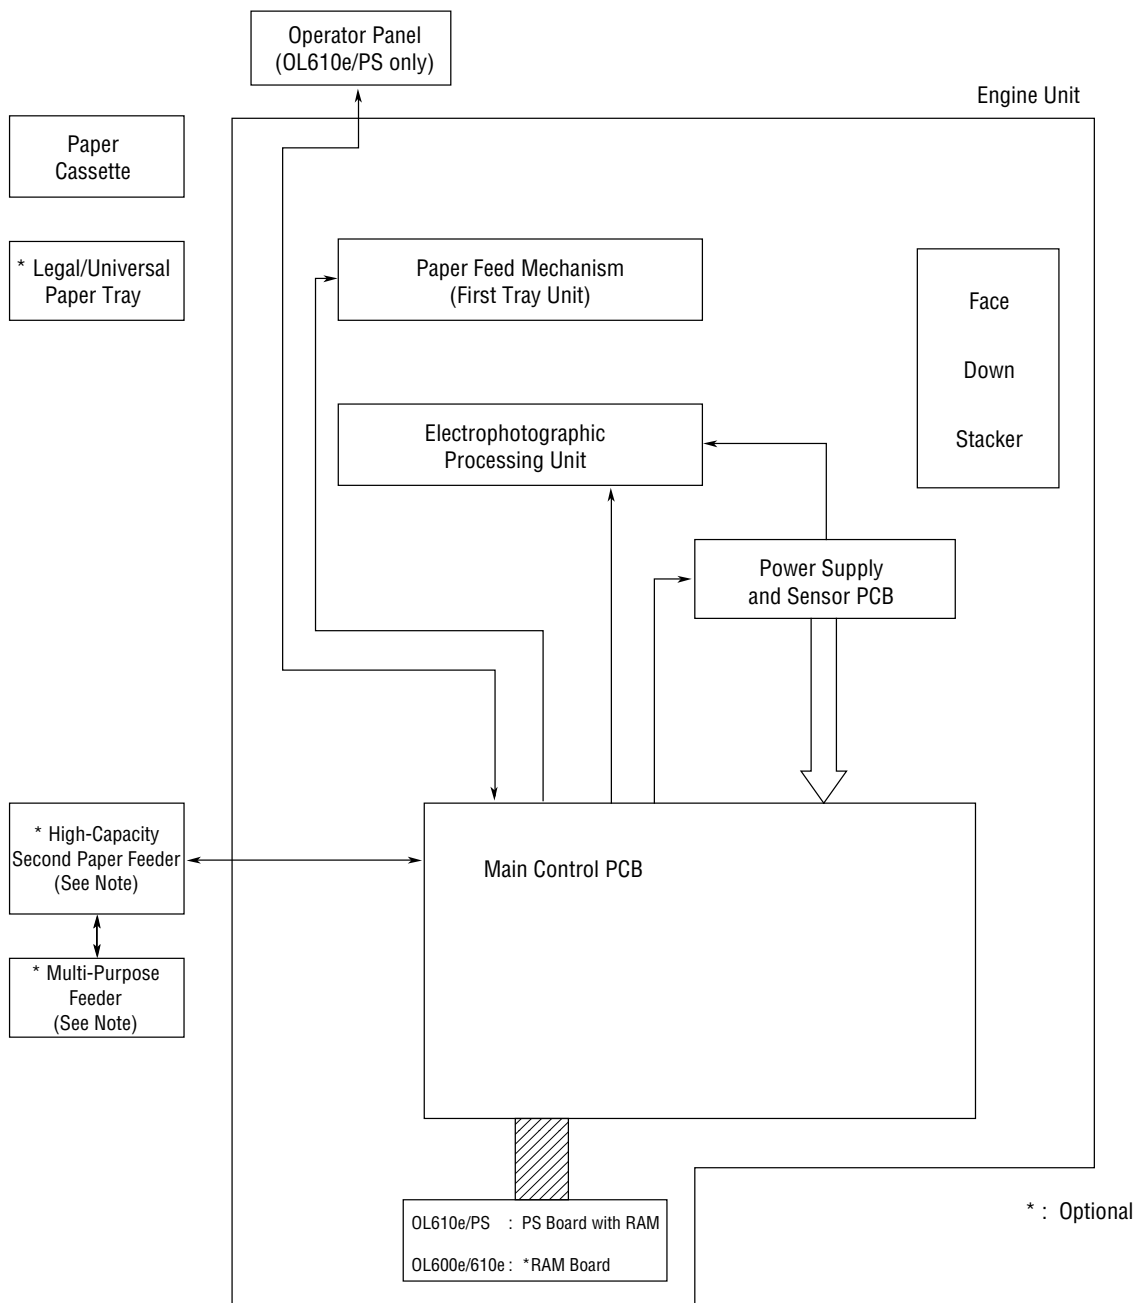 Operator Panel
(OL610e/PS only)
Engine Unit
Paper
Cassette
* Legal/Universal
Paper Tray
Paper Feed Mechanism
(First Tray Unit)
Face
Down
Stacker
Electrophotographic
Processing Unit
Power Supply
and Sensor PCB
* High-Capacity
Second Paper Feeder
(See Note)
Main Control PCB
* Multi-Purpose
Feeder
(See Note)
OL610e/PS : PS Board with RAM
OL600e/610e : *RAM Board
* : Optional